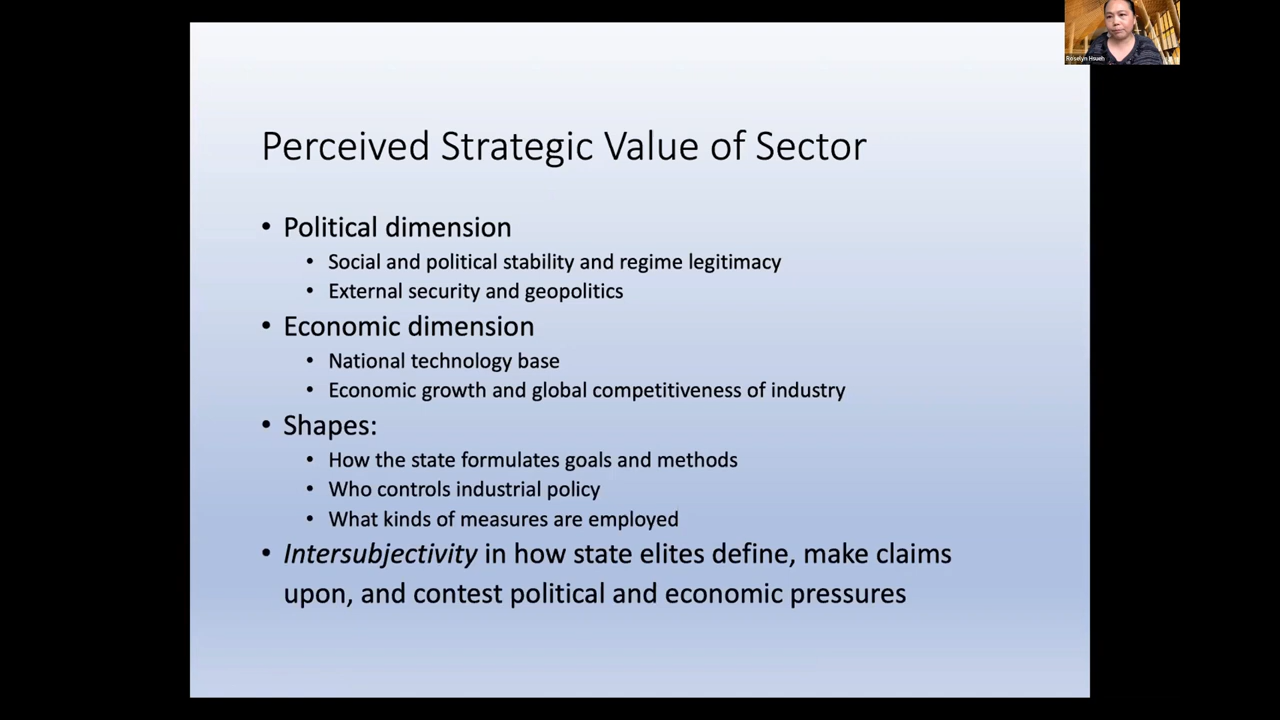 Roselyn Hsueh
Perceived Strategic Value of Sector
• Political dimension
• Social and political stability and regime legitimacy
• External security and geopolitics
• Economic dimension
• National technology base
• Economic growth and global competitiveness of industry
• Shapes:
• How the state formulates goals and methods
• Who controls industrial policy
• What kinds of measures are employed
• Intersubjectivity in how state elites define, make claims
upon, and contest political and economic pressures